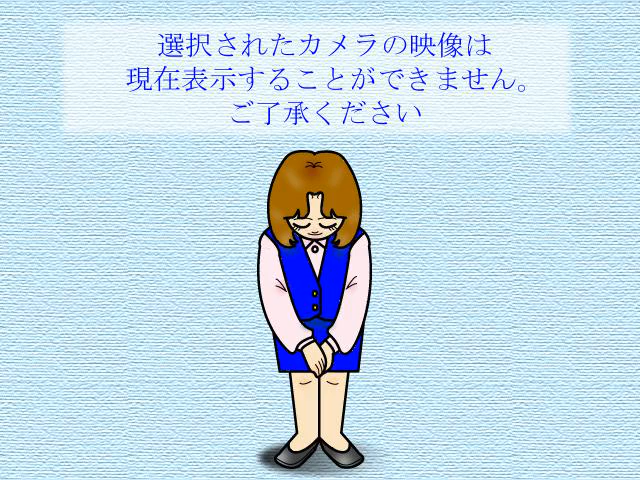 選択されたカメラの映像は
現在表示することができません。
ご了承ください